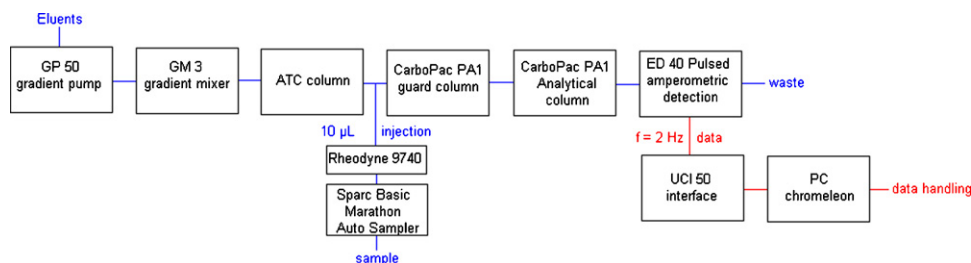 Eluents
GP 50
gradient pump
GM 3
gradient mixer
ATC column
CarboPac PA1
guard column
CarboPac PA1
Analytical
column
ED 40 Pulsed
amperometric
detection
waste
10 µL injection
f = 2 Hz data
Rheodyne 9740
Sparc Basic
Marathon
Auto Sampler
sample
UCI 50
interface
PC
chromeleon
data handling